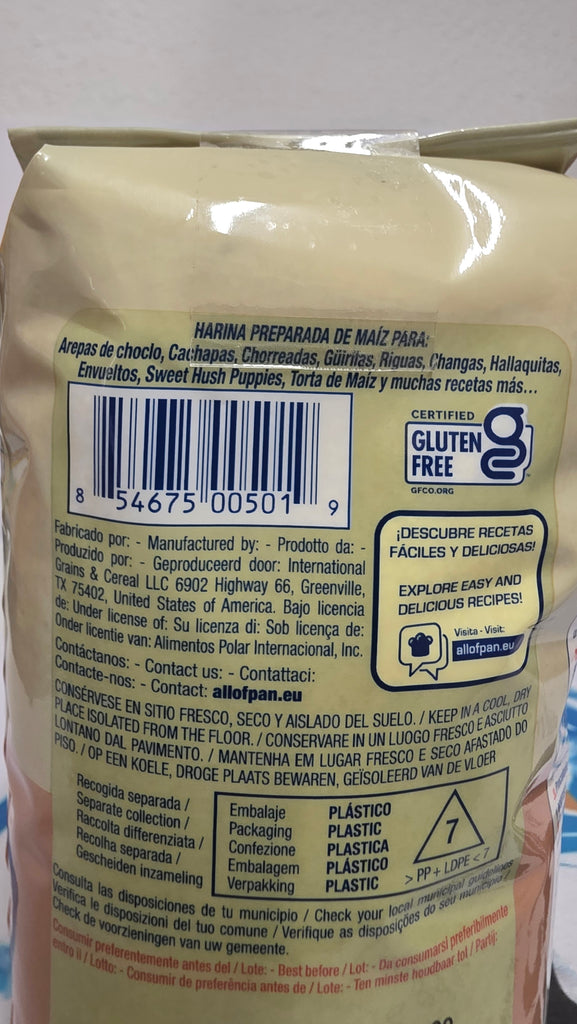 HARINA PREPARADA DE MAÍZ PARA:
Arepas de choclo, Cachapas, Chorreadas, Güiritas, Riguas, Changas, Hallaquitas,
Envueltos, Sweet Hush Puppies, Torta de Maíz y muchas recetas más...
8 54675 00501 9
CERTIFIED
GLUTEN
FREE
GFCO.ORG
Fabricado por: - Manufactured by: - Prodotto da: -
Produzido por: - Geproduceerd door: International
Grains & Cereal LLC 6902 Highway 66, Greenville,
TX 75402, United States of America. Bajo licencia
de: Under license of: Su licenza di: Sob licença de:
Onder licentie van: Alimentos Polar Internacional, Inc.
¡DESCUBRE RECETAS
FÁCILES Y DELICIOSAS!
EXPLORE EASY AND
DELICIOUS RECIPES!
Visita - Visit:
allofpan.eu
Contáctanos: - Contact us: - Contattaci:
Contacte-nos: - Contact: allofpan.eu
CONSÉRVESE EN SITIO FRESCO, SECO Y AISLADO DEL SUELO. / KEEP IN A COOL, DRY
PLACE ISOLATED FROM THE FLOOR. / CONSERVARE IN UN LUOGO FRESCO E ASCIUTTO
LONTANO DAL PAVIMENTO. / MANTENHA EM LUGAR FRESCO E SECO AFASTADO DO
PISO. / OP EEN KOELE, DROGE PLAATS BEWAREN, GEÏSOLEERD VAN DE VLOER
Recogida separada /
Separate collection /
Raccolta differenziata /
Recolha separada /
Gescheiden inzameling
Embalaje PLÁSTICO
Packaging PLASTIC
Confezione PLASTICA
Embalagem PLÁSTICO
Verpakking PLASTIC
7
> PP + LDPE < 7
Consulta las disposiciones de tu municipio / Check your local municipal guidelines
Verifica le disposizioni del tuo comune / Verifique as disposições do seu município /
Check de voorzieningen van uw gemeente.
Consumir preferentemente antes del / Lote: - Best before / Lot: - Da consumarsi preferibilmente
entro il / Lotto: - Consumir de preferência antes de / Lote: - Ten minste houdbaar tot / Partij: